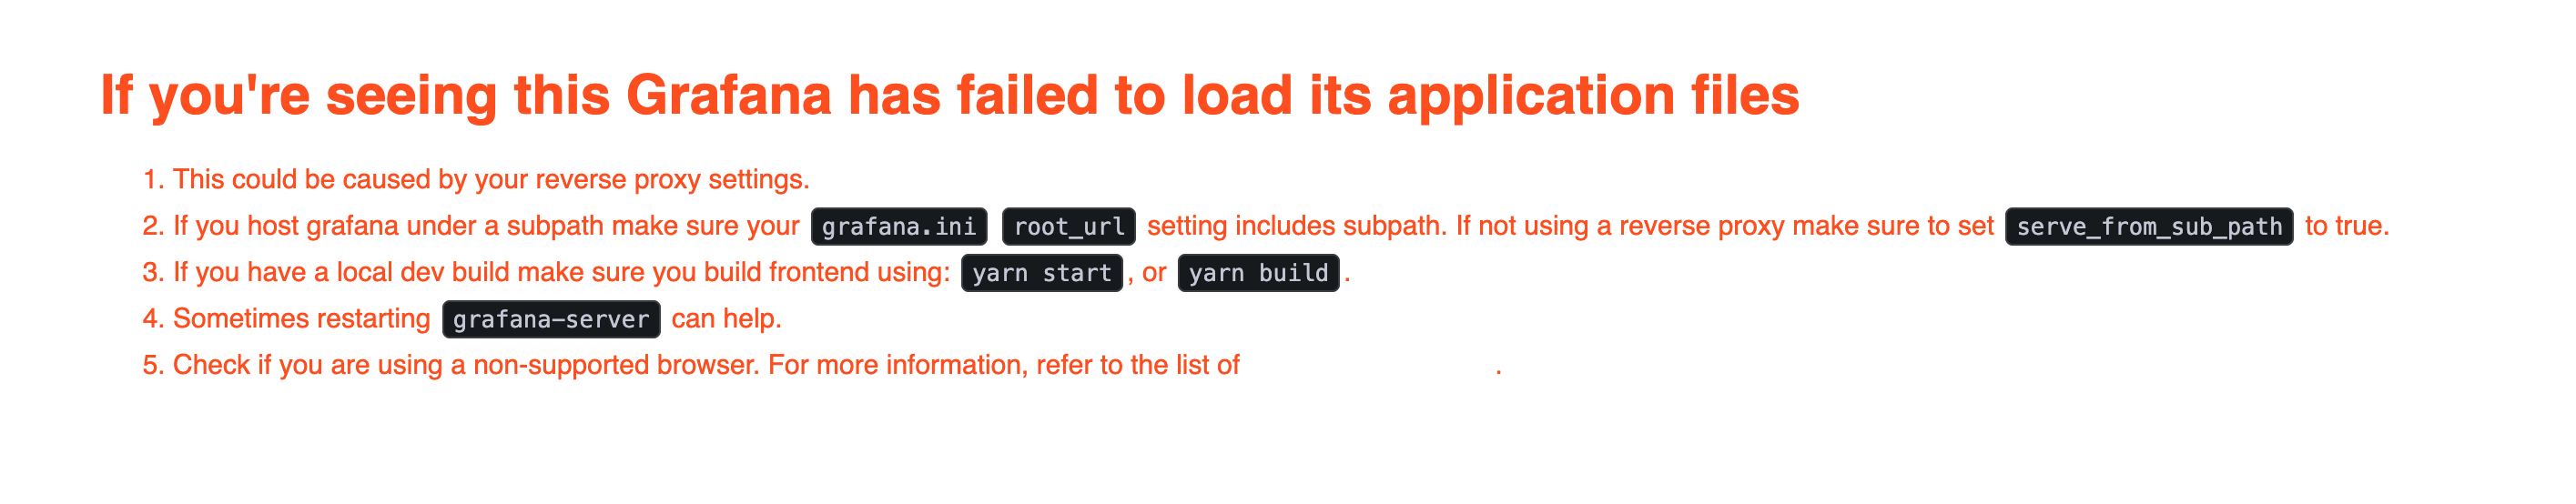 If you're seeing this Grafana has failed to load its application files
1. This could be caused by your reverse proxy settings.
2. If you host grafana under a subpath make sure your grafana.ini root_url setting includes subpath. If not using a reverse proxy make sure to set serve_from_sub_path to true.
3. If you have a local dev build make sure you build frontend using: yarn start, or yarn build.
4. Sometimes restarting grafana-server can help.
5. Check if you are using a non-supported browser. For more information, refer to the list of .